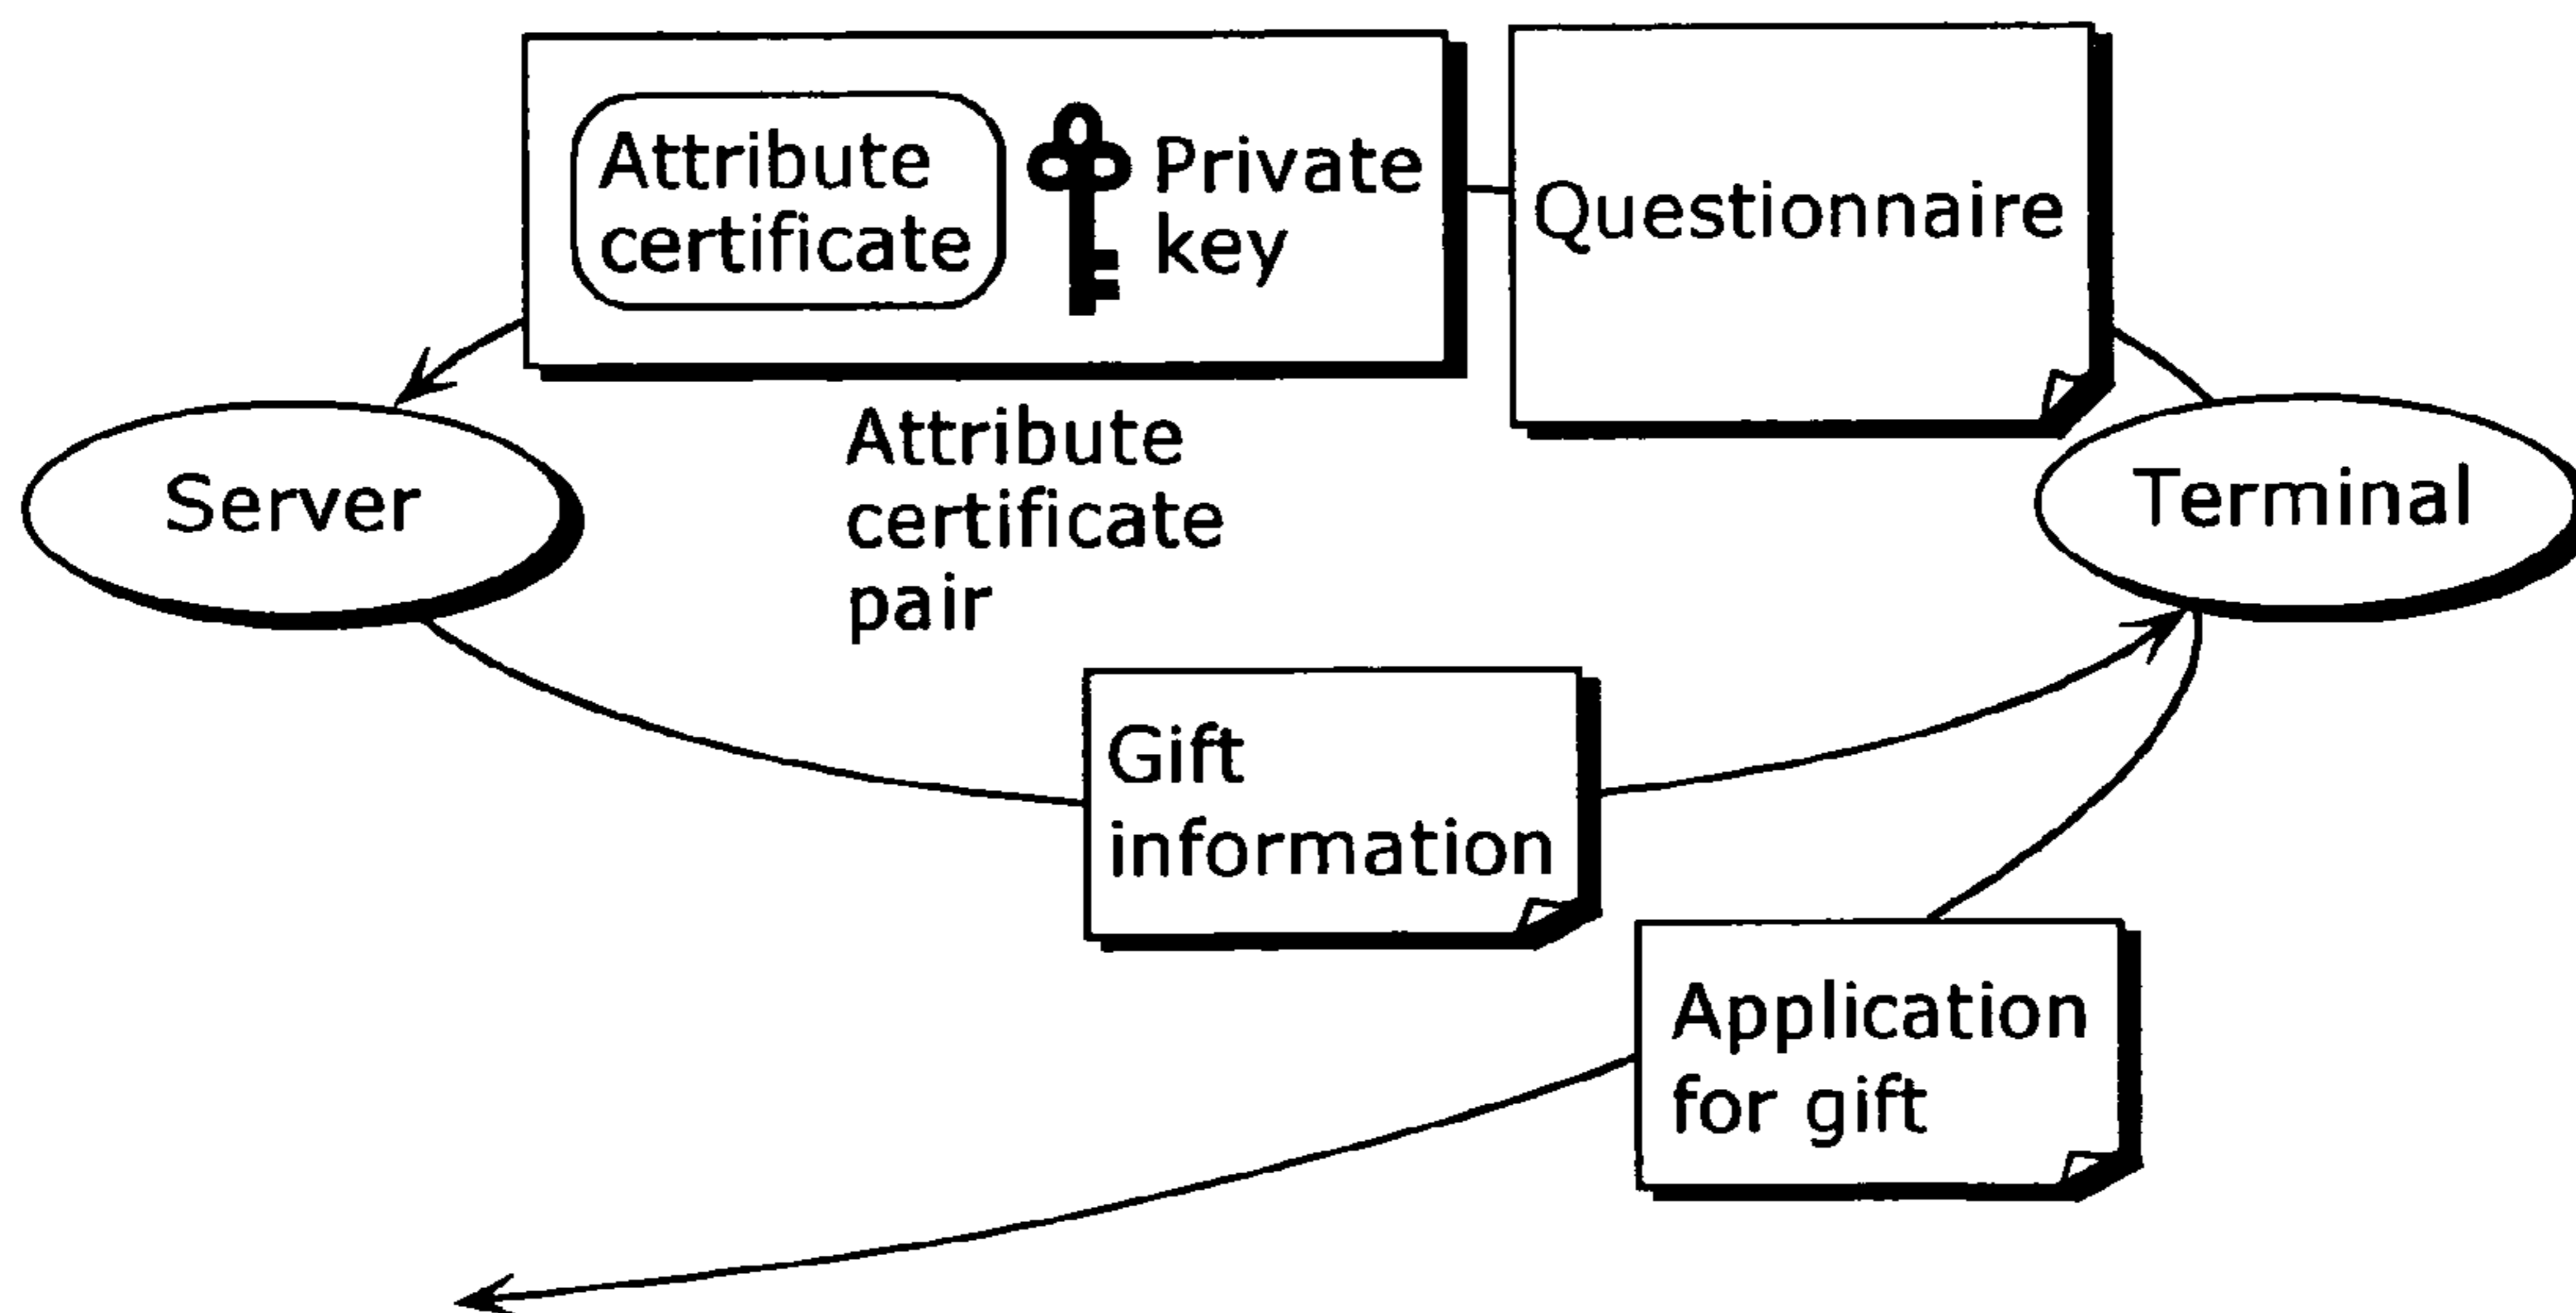 Attribute
certificate
Private
key
Questionnaire
Attribute
certificate
pair
Server
Terminal
Gift
information
Application
for gift